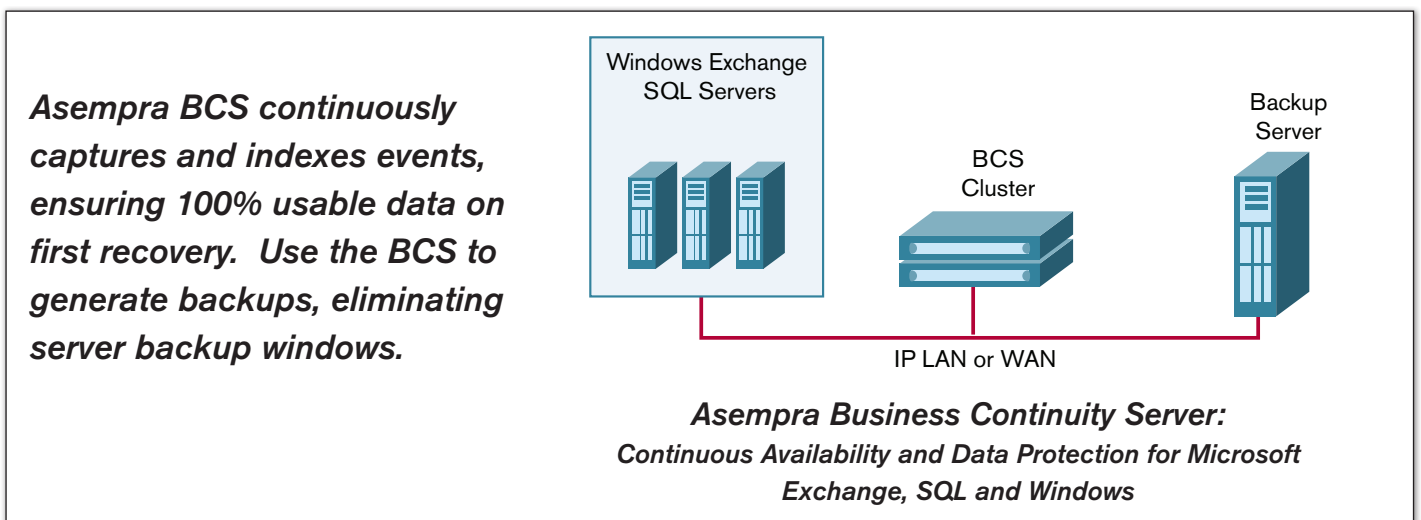 Asempra BCS continuously
captures and indexes events,
ensuring 100% usable data on
first recovery.  Use the BCS to
generate backups, eliminating
server backup windows.
Windows Exchange
SQL Servers
BCS
Cluster
Backup
Server
IP LAN or WAN
Asempra Business Continuity Server:
Continuous Availability and Data Protection for Microsoft
Exchange, SQL and Windows